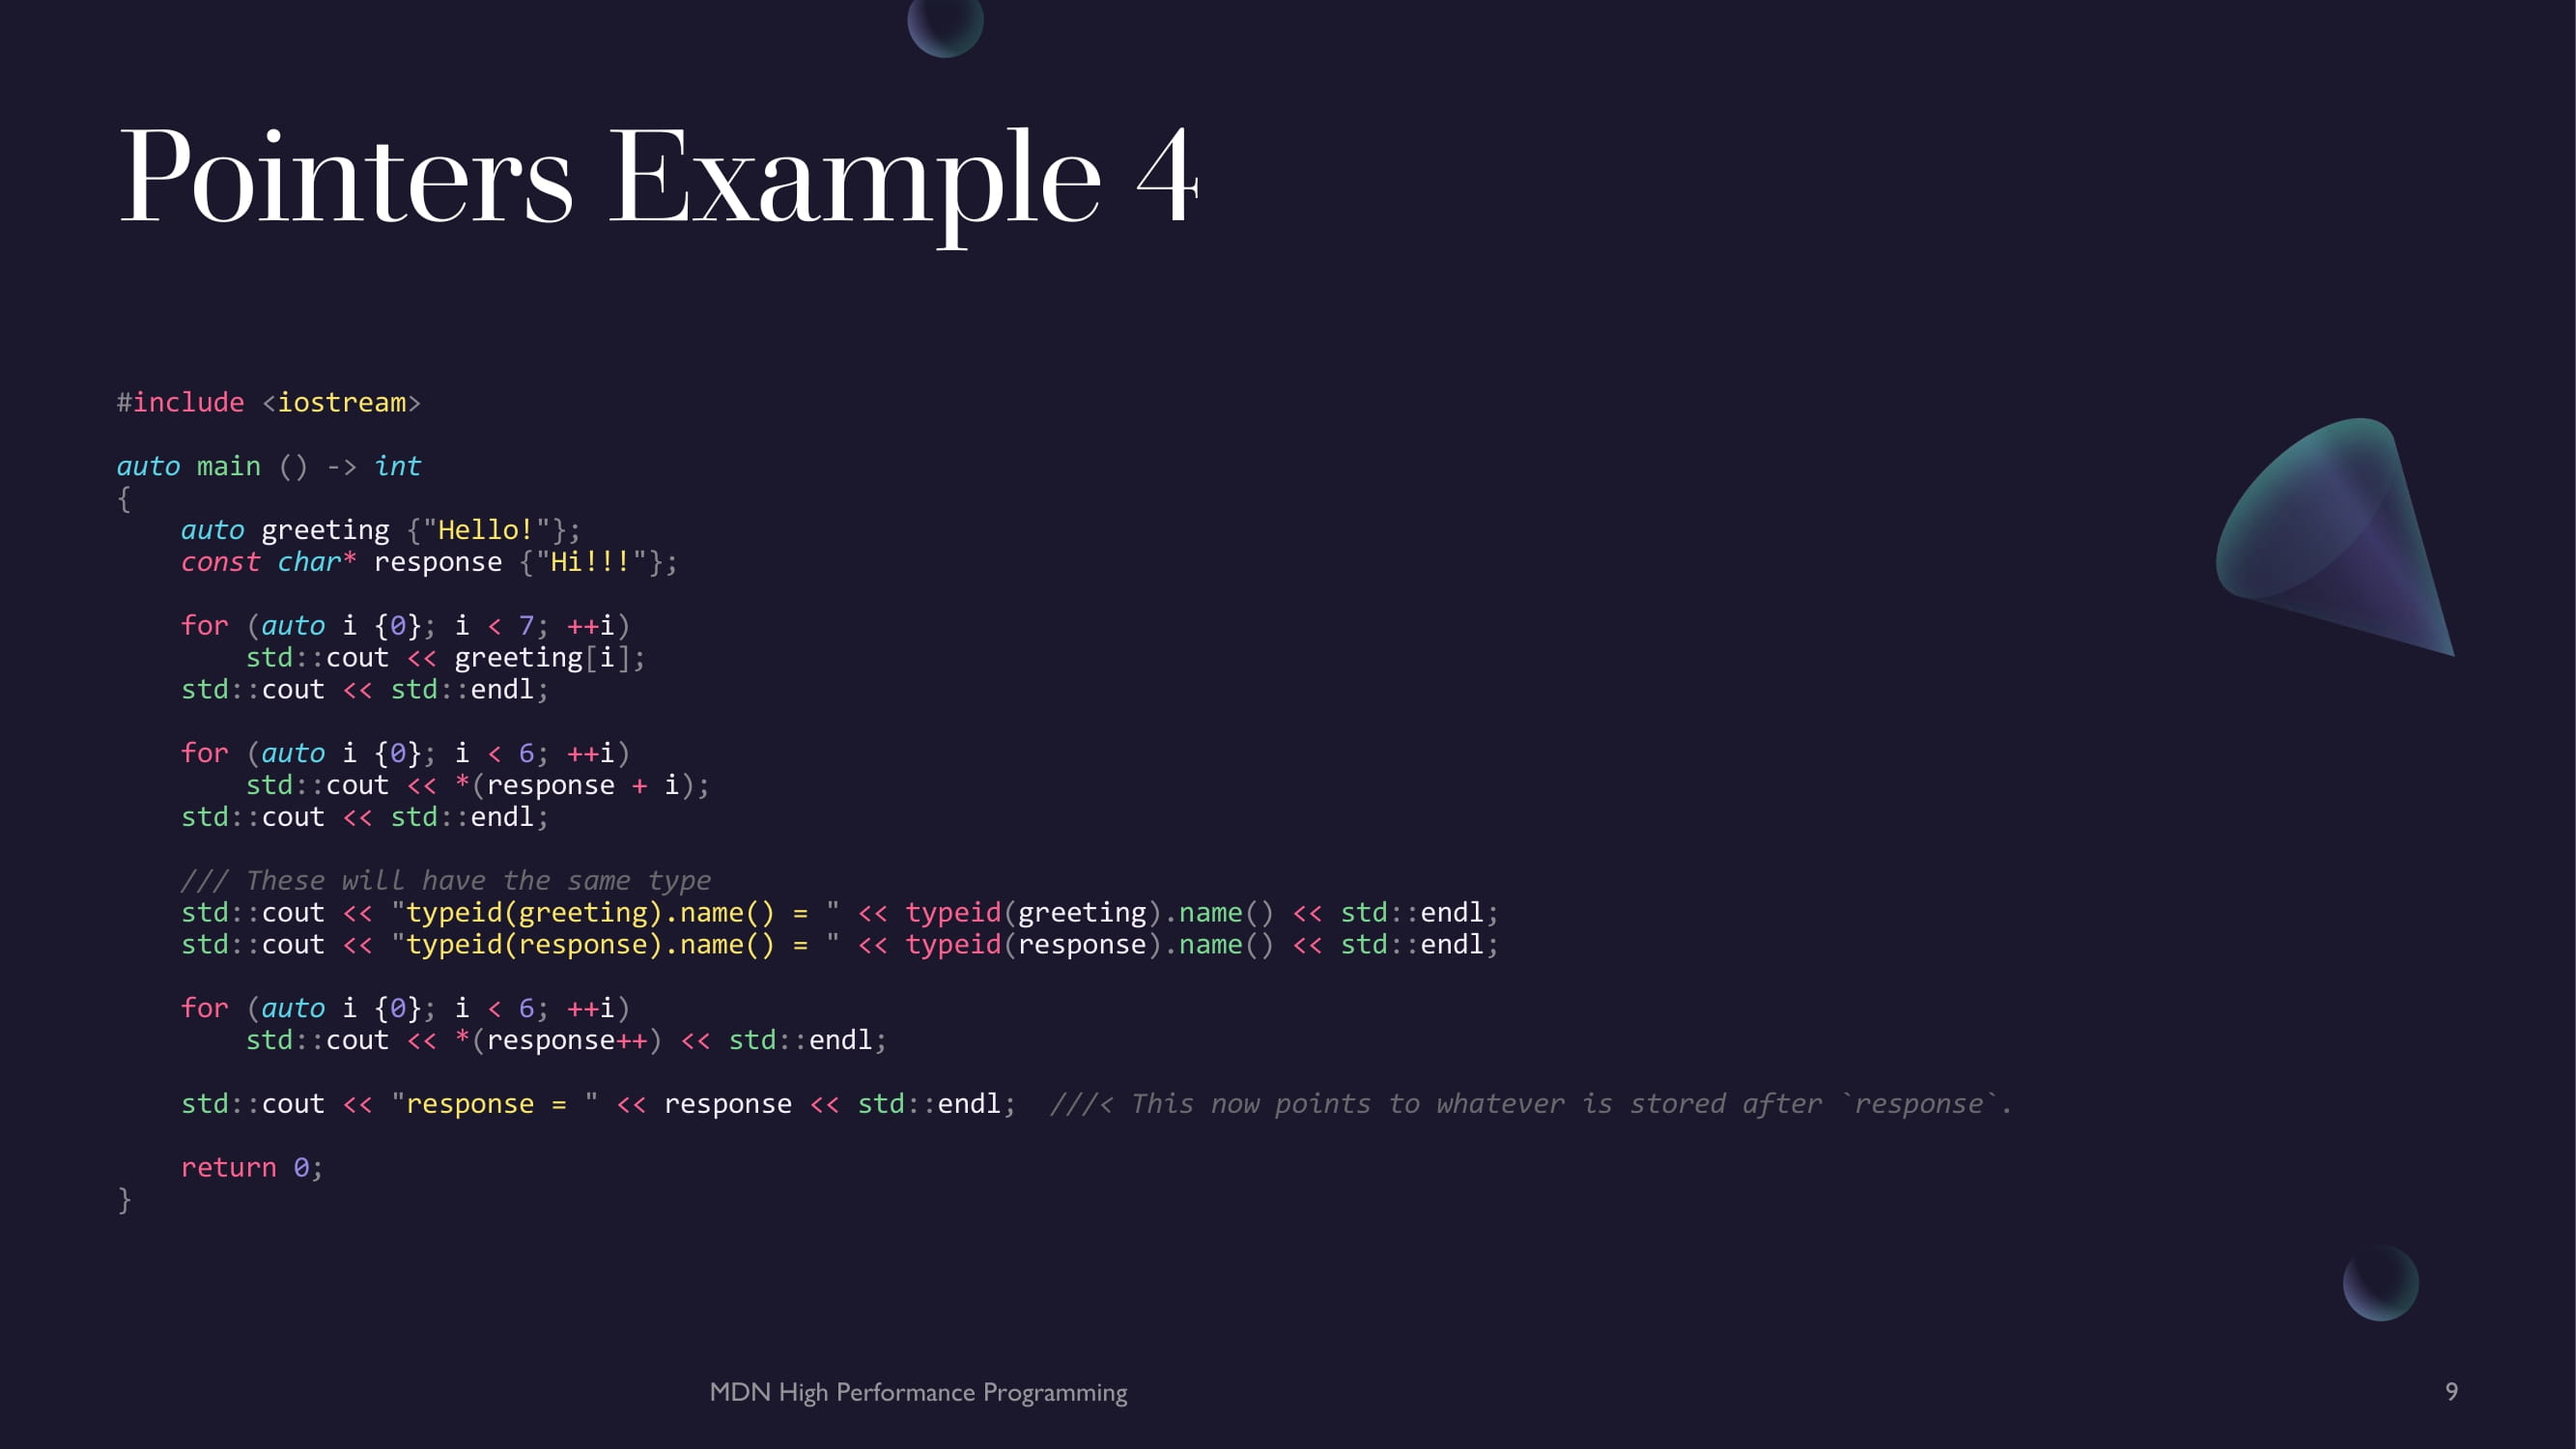 Pointers Example 4
#include <iostream>
auto main () -> int
{
    auto greeting {"Hello!"};
    const char* response {"Hi!!!"};
    for (auto i {0}; i < 7; ++i)
        std::cout << greeting[i];
    std::cout << std::endl;
    for (auto i {0}; i < 6; ++i)
        std::cout << *(response + i);
    std::cout << std::endl;
    /// These will have the same type
    std::cout << "typeid(greeting).name() = " << typeid(greeting).name() << std::endl;
    std::cout << "typeid(response).name() = " << typeid(response).name() << std::endl;
    for (auto i {0}; i < 6; ++i)
        std::cout << *(response++) << std::endl;
    std::cout << "response = " << response << std::endl;  ///< This now points to whatever is stored after `response`.
    return 0;
}
MDN High Performance Programming
9